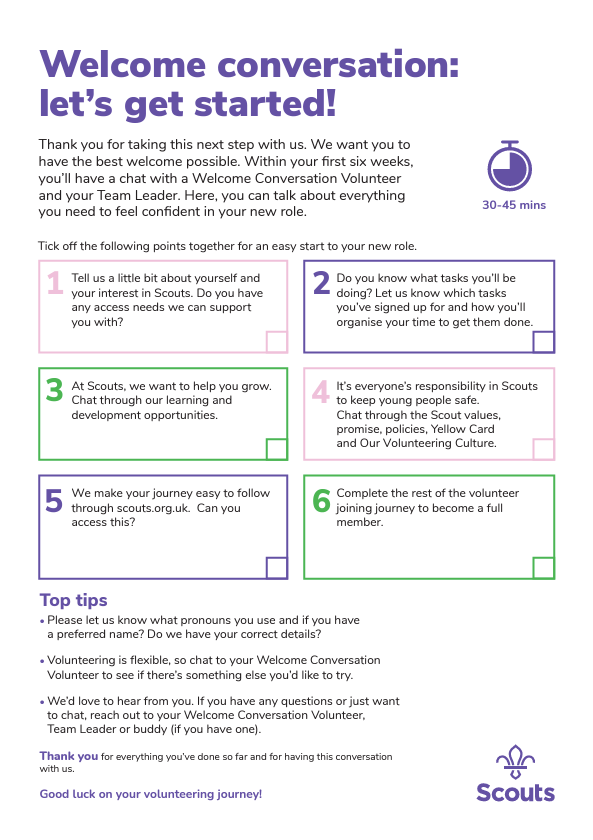 Welcome conversation:
let’s get started!
Thank you for taking this next step with us. We want you to
have the best welcome possible. Within your first six weeks,
you’ll have a chat with a Welcome Conversation Volunteer
and your Team Leader. Here, you can talk about everything
you need to feel confident in your new role.
30-45 mins
Tick off the following points together for an easy start to your new role.
1
Tell us a little bit about yourself and
your interest in Scouts. Do you have
any access needs we can support
you with?
2
Do you know what tasks you’ll be
doing? Let us know which tasks
you’ve signed up for and how you’ll
organise your time to get them done.
3
At Scouts, we want to help you grow.
Chat through our learning and
development opportunities.
4
It’s everyone’s responsibility in Scouts
to keep young people safe.
Chat through the Scout values,
promise, policies, Yellow Card
and Our Volunteering Culture.
5
We make your journey easy to follow
through scouts.org.uk.  Can you
access this?
6
Complete the rest of the volunteer
joining journey to become a full
member.
Top tips
• Please let us know what pronouns you use and if you have
a preferred name? Do we have your correct details?
• Volunteering is flexible, so chat to your Welcome Conversation
Volunteer to see if there’s something else you’d like to try.
• We’d love to hear from you. If you have any questions or just want
to chat, reach out to your Welcome Conversation Volunteer,
Team Leader or buddy (if you have one).
Thank you for everything you’ve done so far and for having this conversation
with us.
Good luck on your volunteering journey!
Scouts